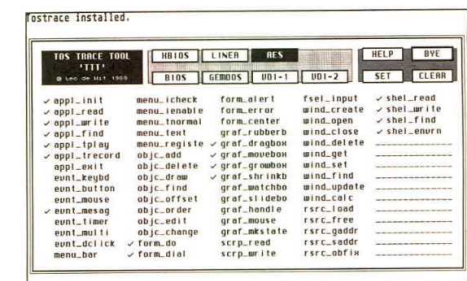 Tostrace installed.
TOS TRACE TOOL
'TTT'
© Leo de Wit 1989
XBIOS LINEA AES HELP BYE
BIOS GEMDOS VDI-1 VDI-2 SET CLEAR
✓ appl_init menu_icheck form_alert fsel_input ✓ shel_read
✓ appl_read menu_ienable form_error wind_create ✓ shel_write
✓ appl_write menu_tnormal form_center wind_open ✓ shel_find
✓ appl_find menu_text graf_rubberb wind_close ✓ shel_envrn
✓ appl_tplay menu_registe ✓ graf_dragbox wind_delete
✓ appl_trecord objc_add ✓ graf_movebox wind_get
appl_exit objc_delete ✓ graf_growbox wind_set
evnt_keybd objc_draw ✓ graf_shrinkb wind_find
evnt_button objc_find graf_watchbo wind_update
evnt_mouse objc_offset graf_slidebo wind_calc
✓ evnt_mesag objc_order graf_handle rsrc_load
evnt_timer objc_edit graf_mouse rsrc_free
evnt_multi objc_change graf_mkstate rsrc_gaddr
evnt_dclick ✓ form_do scrp_read rsrc_saddr
menu_bar ✓ form_dial scrp_write rsrc_obfix